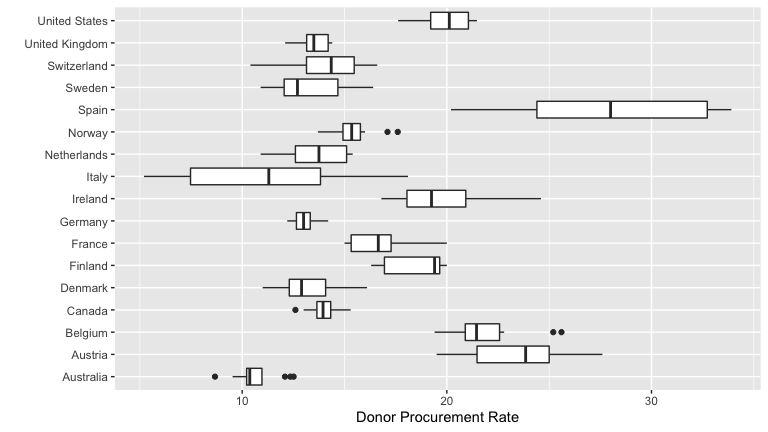 United States
United Kingdom
Switzerland
Sweden
Spain
Norway
Netherlands
Italy
Ireland
Germany
France
Finland
Denmark
Canada
Belgium
Austria
Australia
10 20 30
Donor Procurement Rate